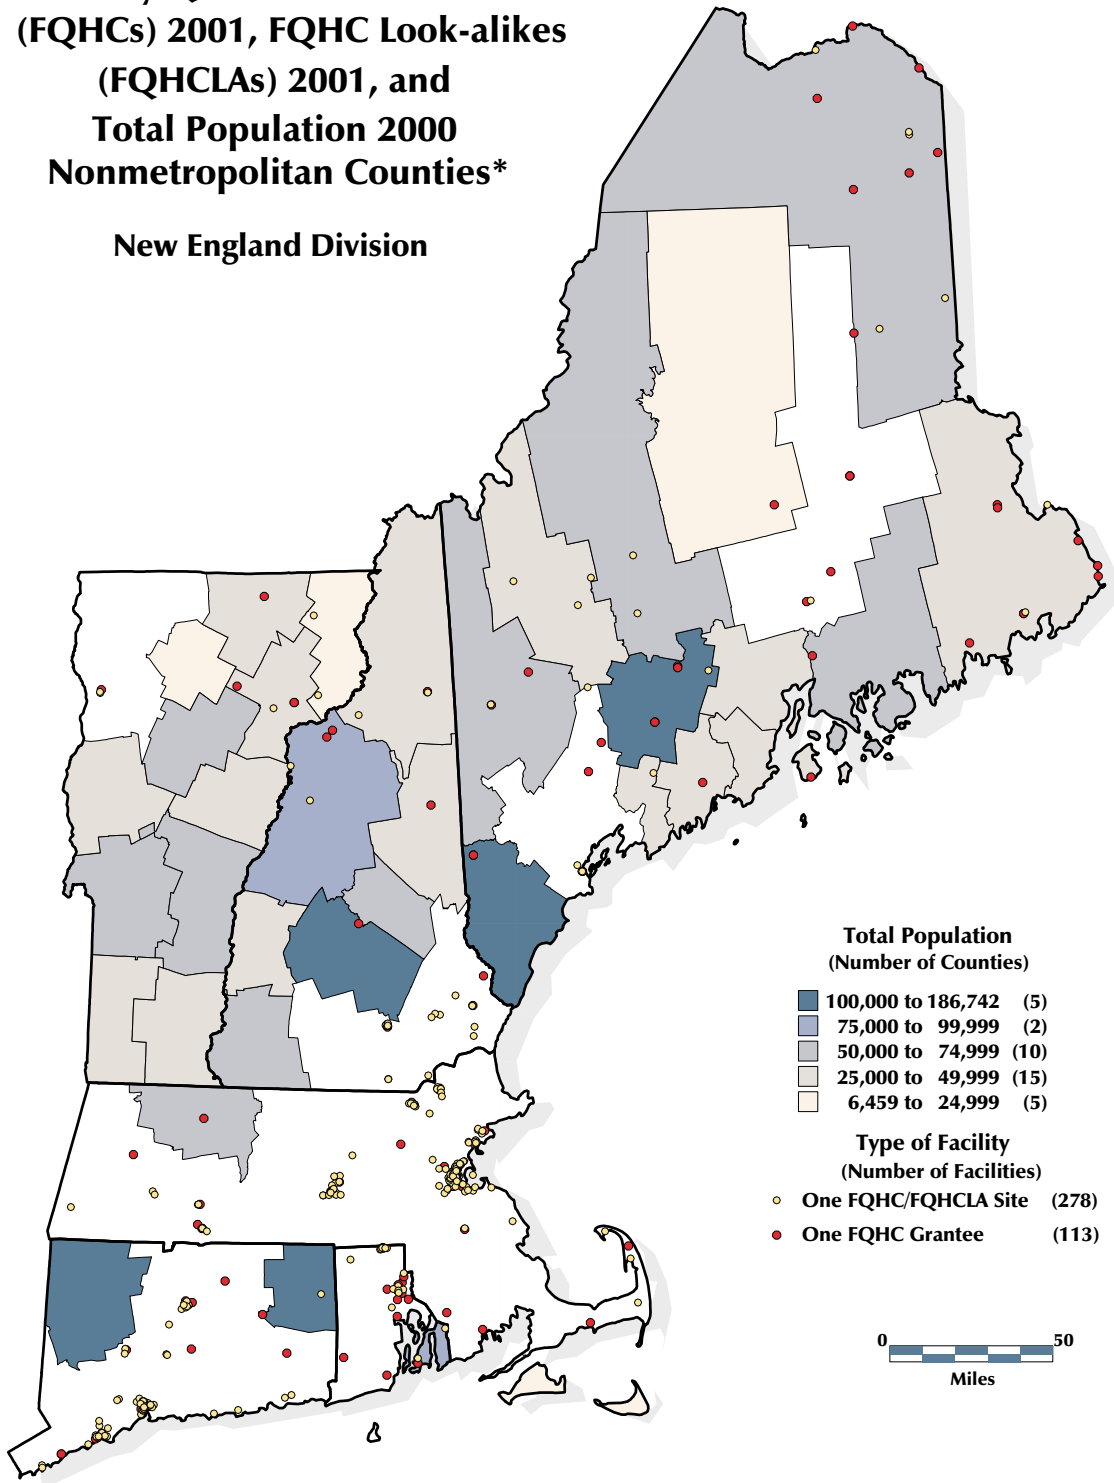 (FQHCs) 2001, FQHC Look-alikes
(FQHCLAs) 2001, and
Total Population 2000
Nonmetropolitan Counties*
New England Division
Total Population
(Number of Counties)
100,000 to 186,742 (5)
75,000 to 99,999 (2)
50,000 to 74,999 (10)
25,000 to 49,999 (15)
6,459 to 24,999 (5)
Type of Facility
(Number of Facilities)
One FQHC/FQHCLA Site (278)
One FQHC Grantee (113)
0 50
Miles